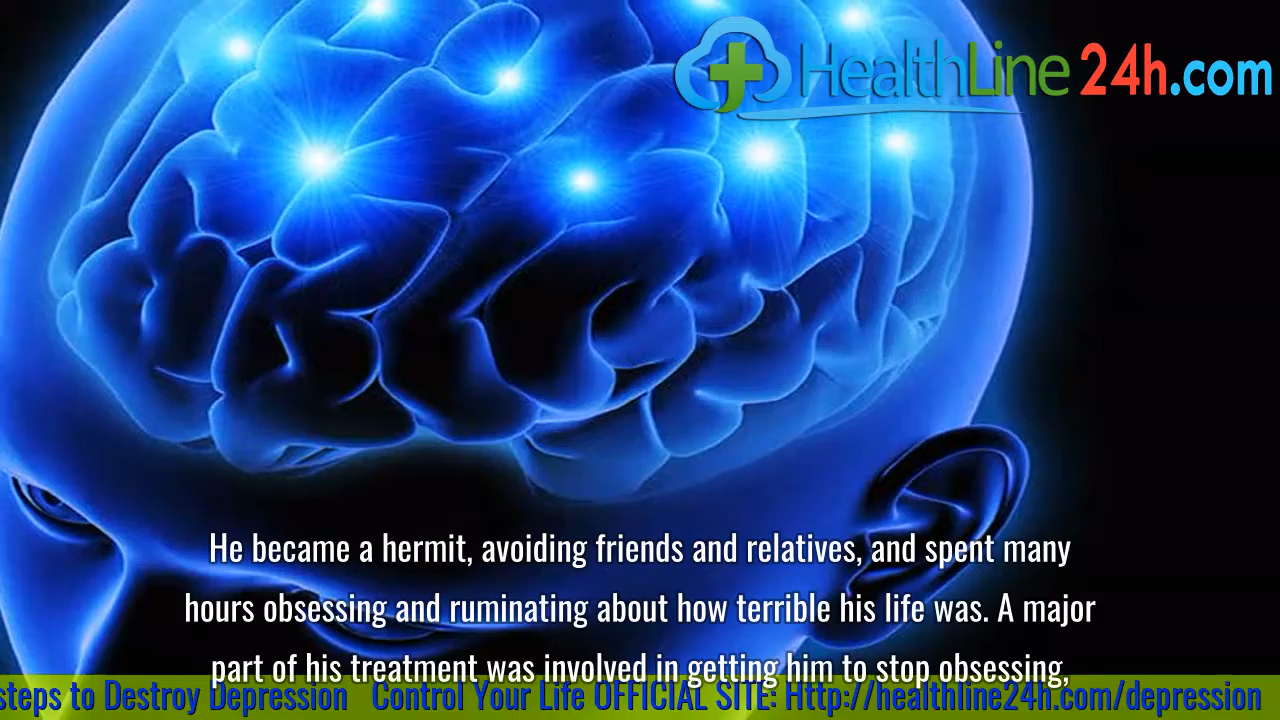 HealthLine 24h.com
He became a hermit, avoiding friends and relatives, and spent many
hours obsessing and ruminating about how terrible his life was. A major
part of his treatment was involved in getting him to stop obsessing,
steps to Destroy Depression Control Your Life OFFICIAL SITE: Http://healthline24h.com/depression